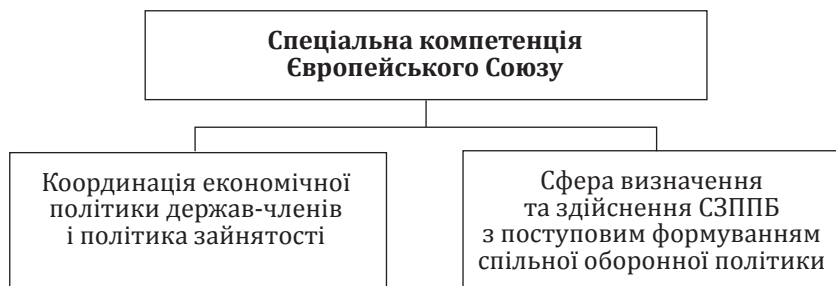 Спеціальна компетенція
Європейського Союзу
Координація економічної
політики держав-членів
і політика зайнятості
Сфера визначення
та здійснення СЗППБ
з поступовим формуванням
спільної оборонної політики